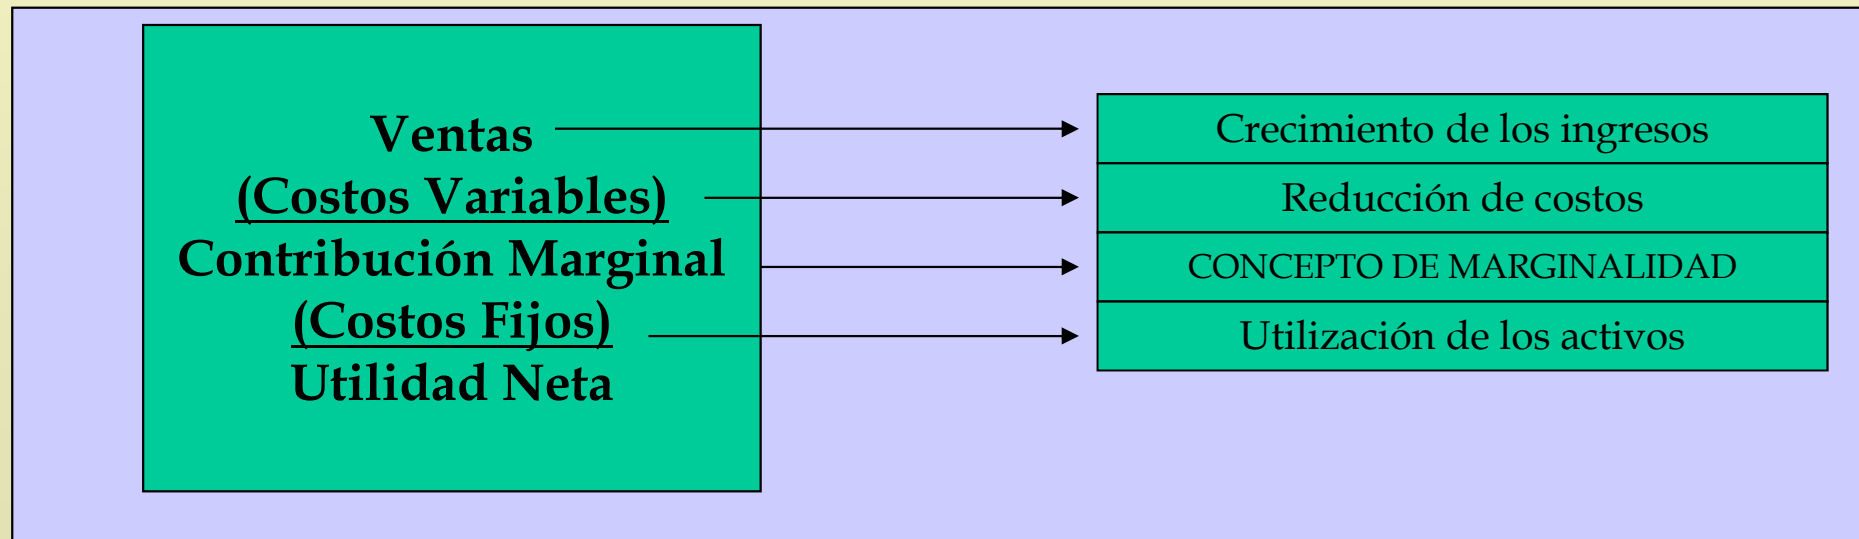 Ventas
(Costos Variables)
Contribución Marginal
(Costos Fijos)
Utilidad Neta
Crecimiento de los ingresos
Reducción de costos
CONCEPTO DE MARGINALIDAD
Utilización de los activos